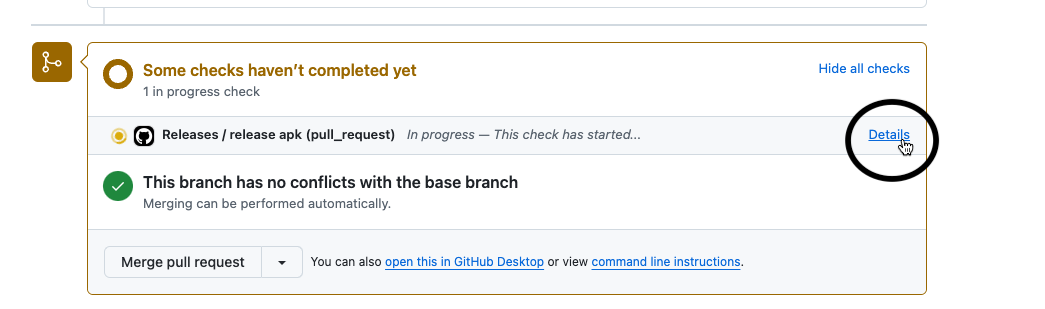 Some checks haven't completed yet
Hide all checks
1 in progress check
Releases / release apk (pull_request) In progress — This check has started... Details
This branch has no conflicts with the base branch
Merging can be performed automatically.
Merge pull request You can also open this in GitHub Desktop or view command line instructions.